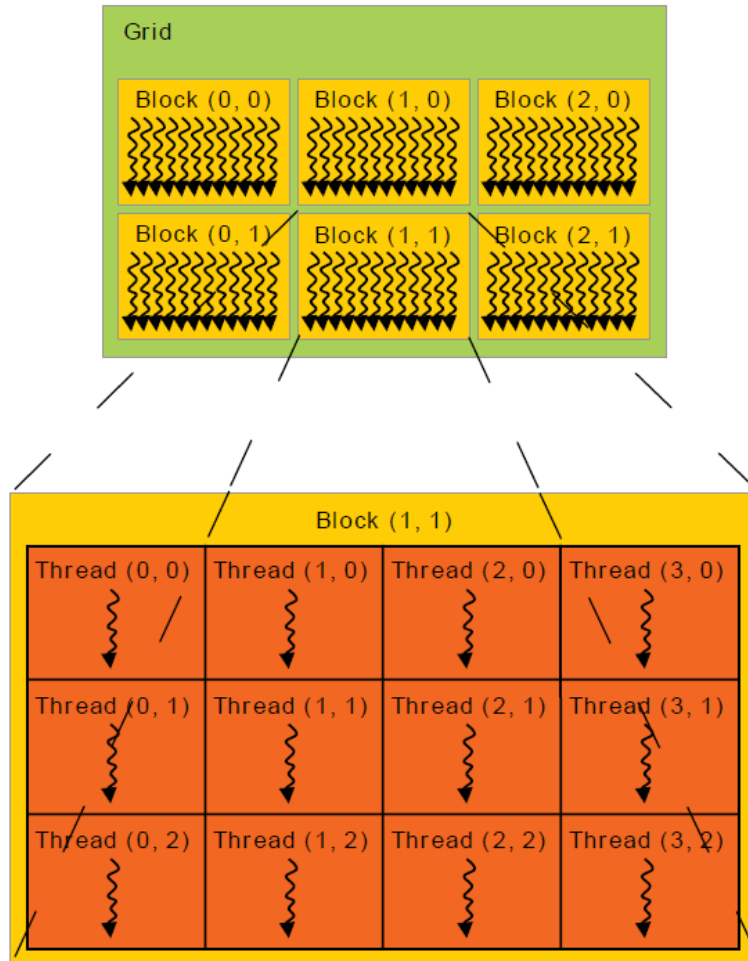 Grid
Block (0, 0) Block (1, 0) Block (2, 0)
Block (0, 1) Block (1, 1) Block (2, 1)
Block (1, 1)
Thread (0, 0) Thread (1, 0) Thread (2, 0) Thread (3, 0)
Thread (0, 1) Thread (1, 1) Thread (2, 1) Thread (3, 1)
Thread (0, 2) Thread (1, 2) Thread (2, 2) Thread (3, 2)